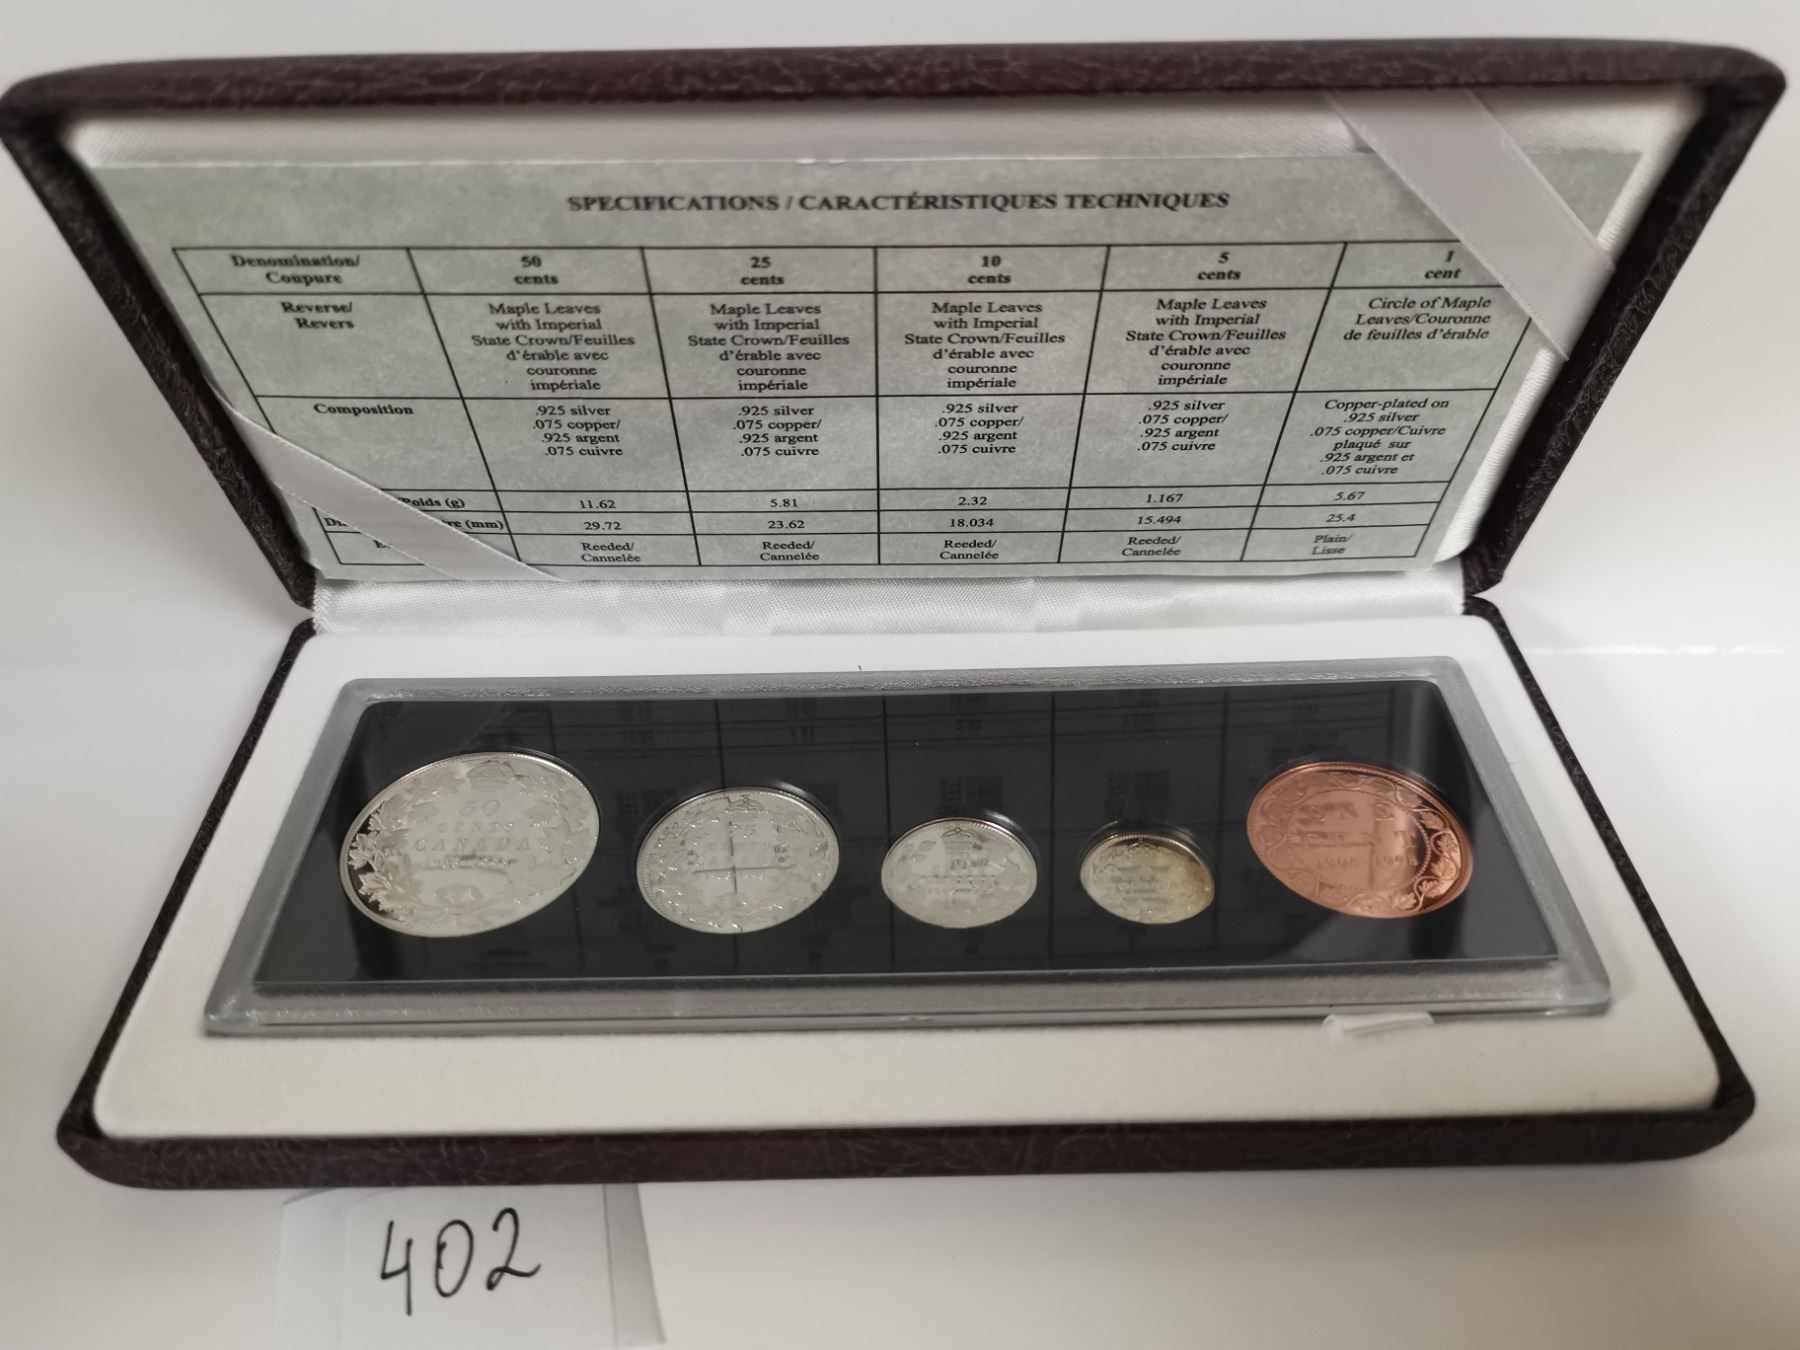 SPECIFICATIONS / CARACTÉRISTIQUES TECHNIQUES
Denomination/
Coupure
50
cents
25
cents
10
cents
5
cents
1
cent
Reverse/
Revers
Maple Leaves
with Imperial
State Crown/Feuilles
d'érable avec
couronne
impériale
Maple Leaves
with Imperial
State Crown/Feuilles
d'érable avec
couronne
impériale
Maple Leaves
with Imperial
State Crown/Feuilles
d'érable avec
couronne
impériale
Maple Leaves
with Imperial
State Crown/Feuilles
d'érable avec
couronne
impériale
Circle of Maple
Leaves/Couronne
de feuilles d'érable
Composition
.925 silver
.075 copper/
.925 argent
.075 cuivre
.925 silver
.075 copper/
.925 argent
.075 cuivre
.925 silver
.075 copper/
.925 argent
.075 cuivre
.925 silver
.075 copper/
.925 argent
.075 cuivre
Copper-plated on
.925 silver
.075 copper/Cuivre
plaqué sur
.925 argent et
.075 cuivre
/Poids (g)
11.62
5.81
2.32
1.167
5.67
(mm)
29.72
23.62
18.034
15.494
25.4
Reeded/
Cannelée
Reeded/
Cannelée
Reeded/
Cannelée
Reeded/
Cannelée
Plain/
Lisse
50
CENTS
CANADA
CANADA
1908-1998
402